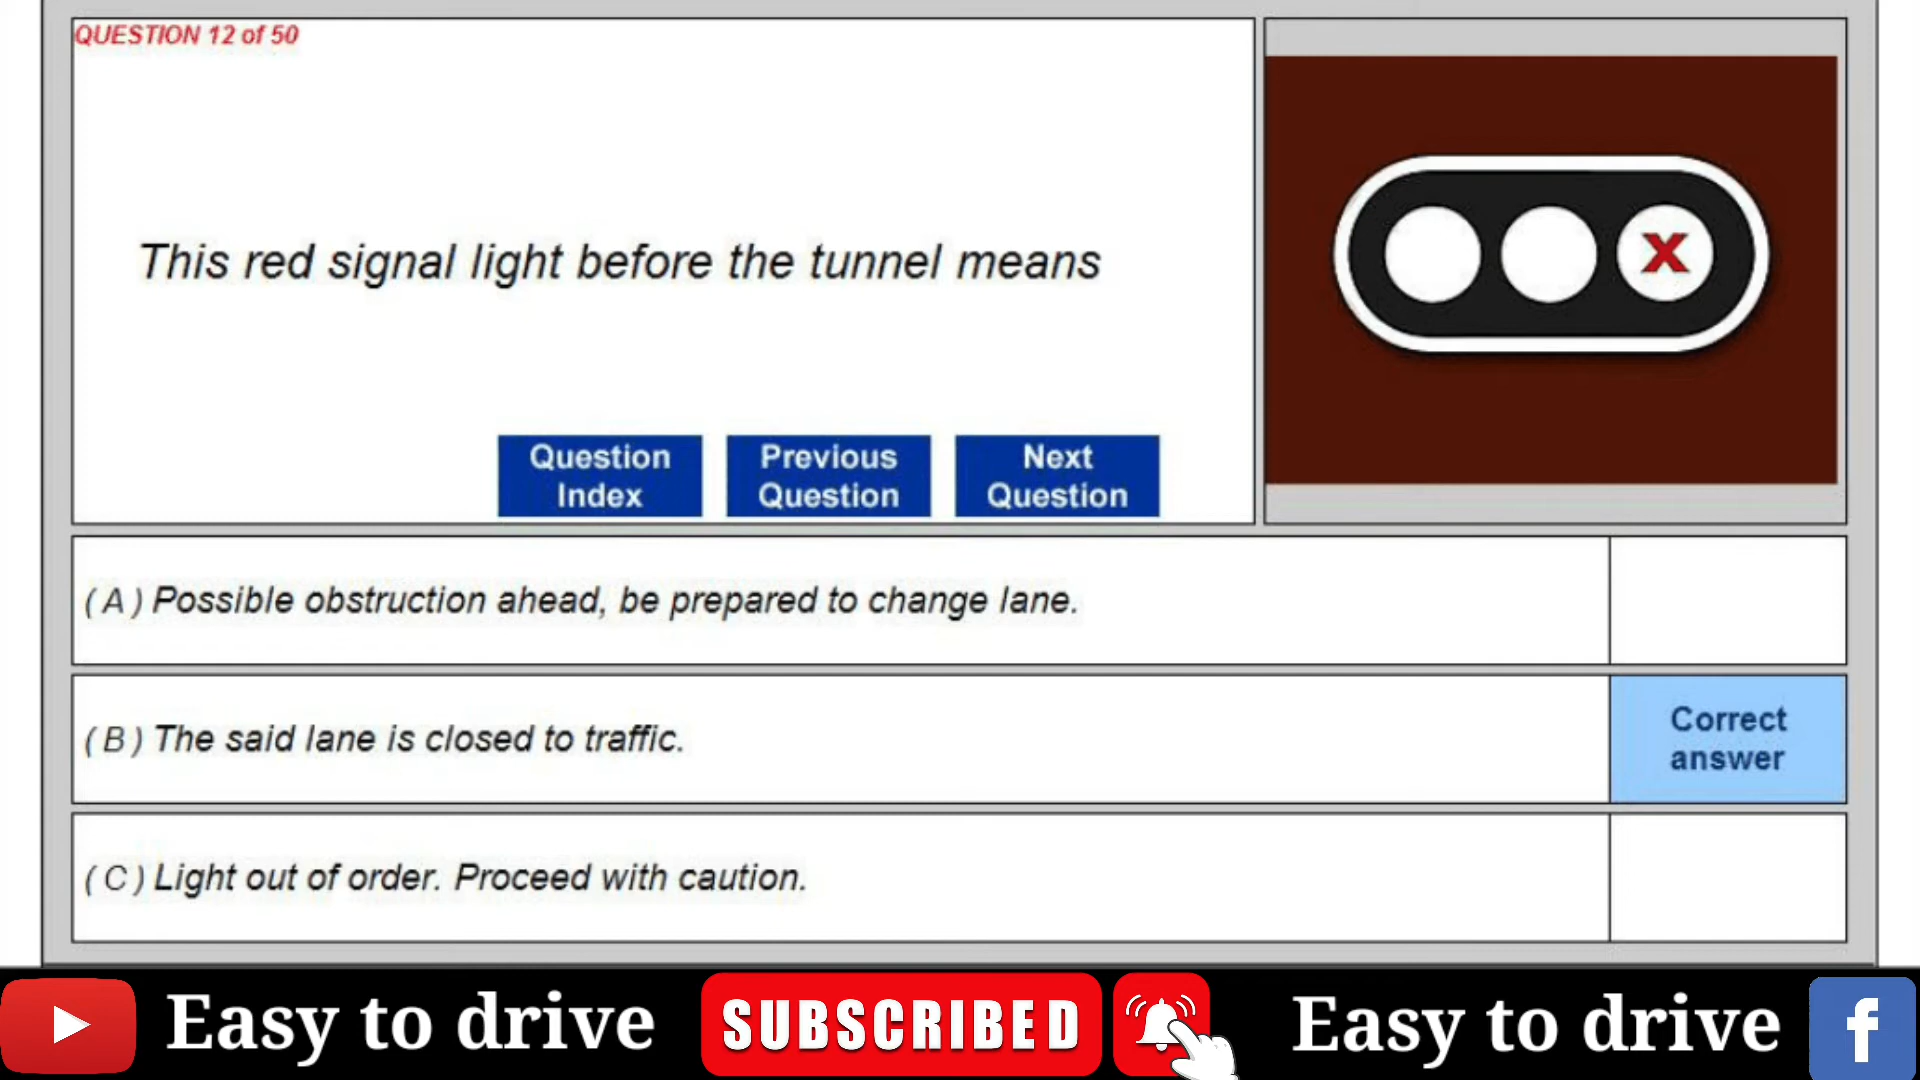 QUESTION 12 of 50
This red signal light before the tunnel means
X
Question
Index
Previous
Question
Next
Question
(A) Possible obstruction ahead, be prepared to change lane.
(B) The said lane is closed to traffic.
Correct
answer
(C) Light out of order. Proceed with caution.
Easy to drive
SUBSCRIBED
Easy to drive
f